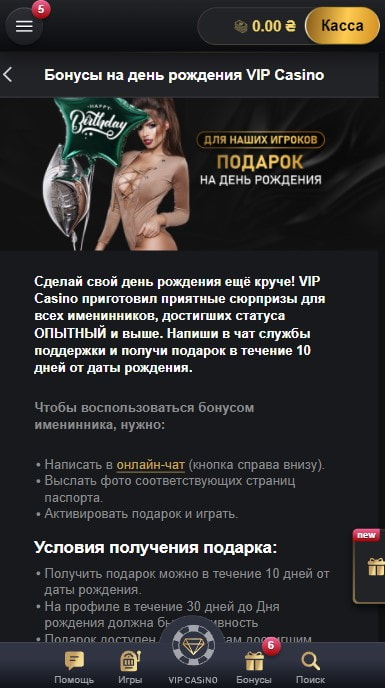 5
0.00 ₴
Касса
Бонусы на день рождения VIP Casino
HAPPY
Birthday
ДЛЯ НАШИХ ИГРОКОВ
ПОДАРОК
НА ДЕНЬ РОЖДЕНИЯ
Сделай свой день рождения ещё круче! VIP
Casino приготовил приятные сюрпризы для
всех именинников, достигших статуса
ОПЫТНЫЙ и выше. Напиши в чат службы
поддержки и получи подарок в течение 10
дней от даты рождения.
Чтобы воспользоваться бонусом
именинника, нужно:
• Написать в онлайн-чат (кнопка справа внизу).
• Выслать фото соответствующих страниц
паспорта.
• Активировать подарок и играть.
new
Условия получения подарка:
• Получить подарок можно в течение 10 дней от
даты рождения.
• На профиле в течение 30 дней до Дня
рождения должна
• Подарок доступен
6
Помощь
Игры
VIP CASINO
Бонусы
Поиск